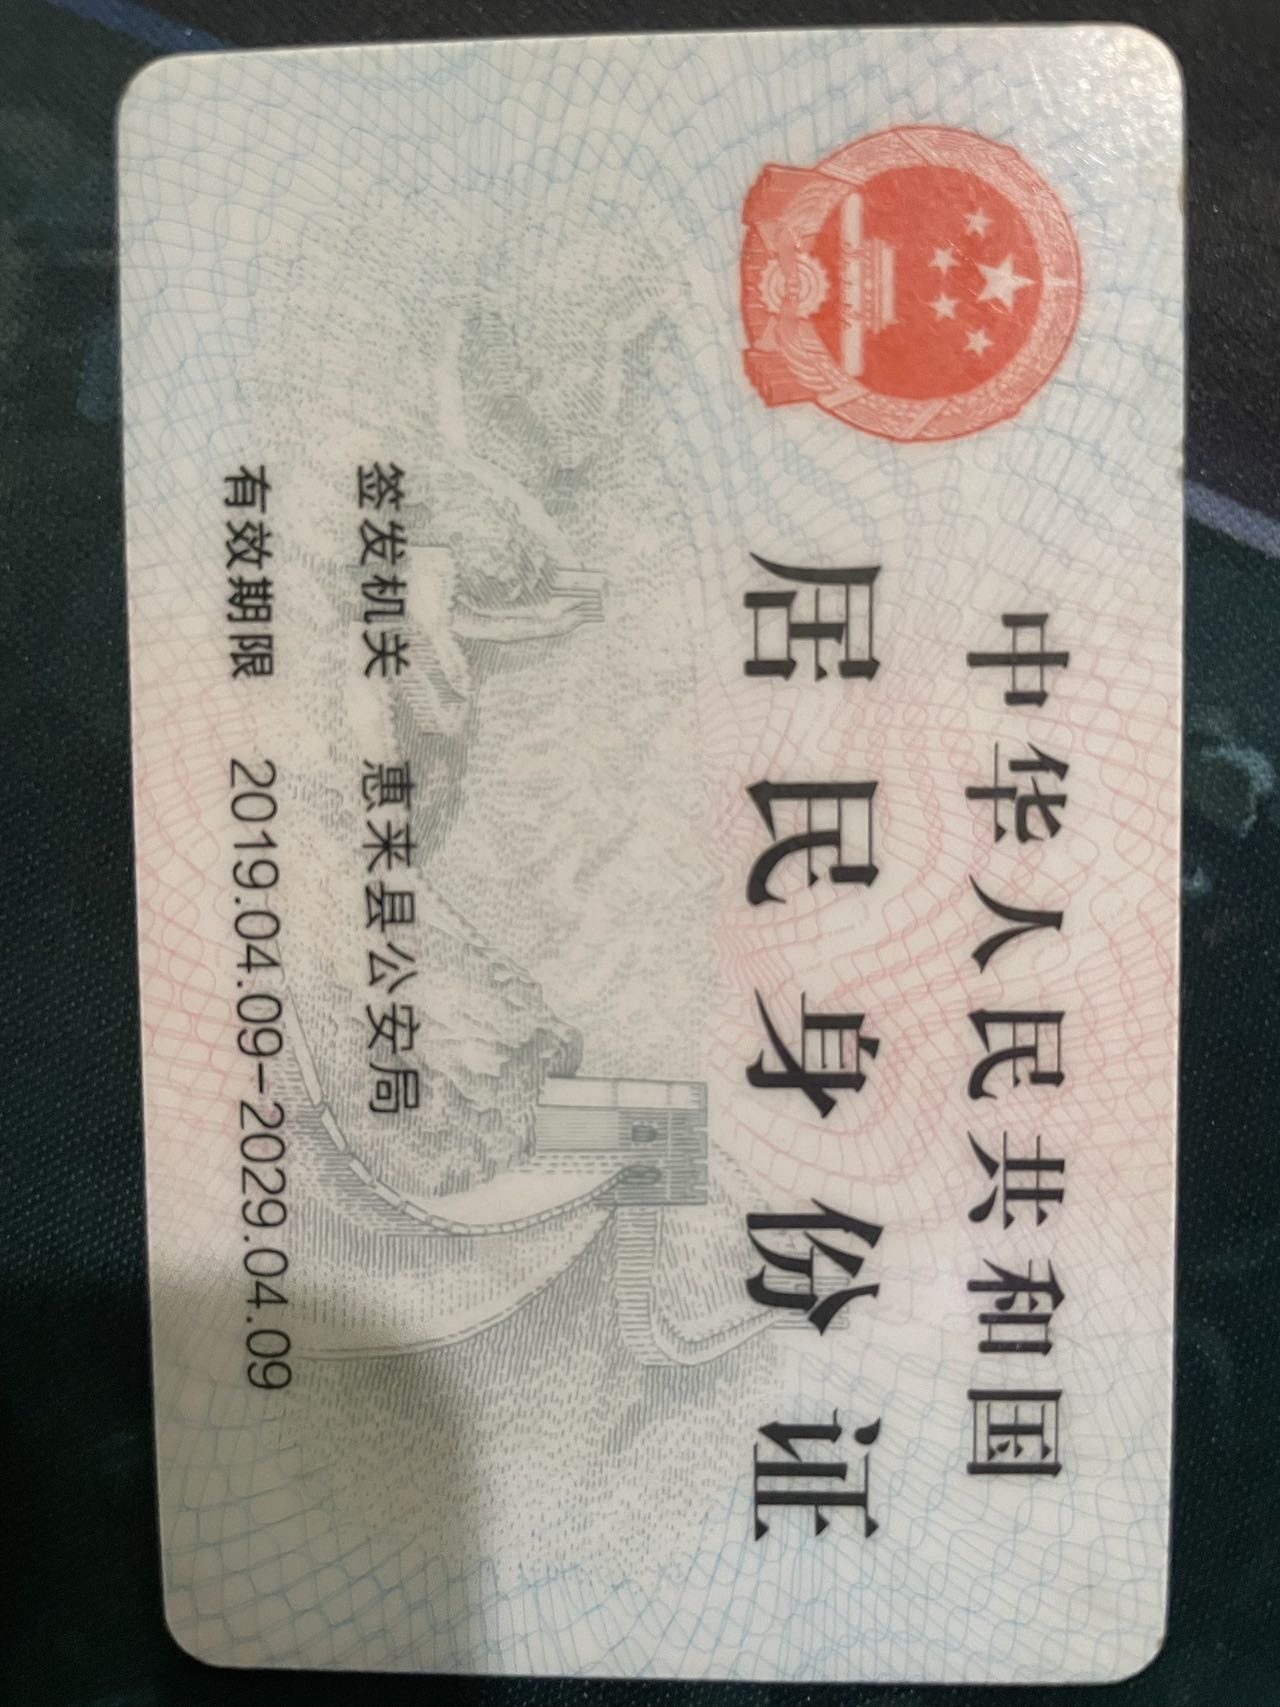 中华人民共和国
居民身份证
签发机关 惠来县公安局
有效期限 2019.04.09-2029.04.09